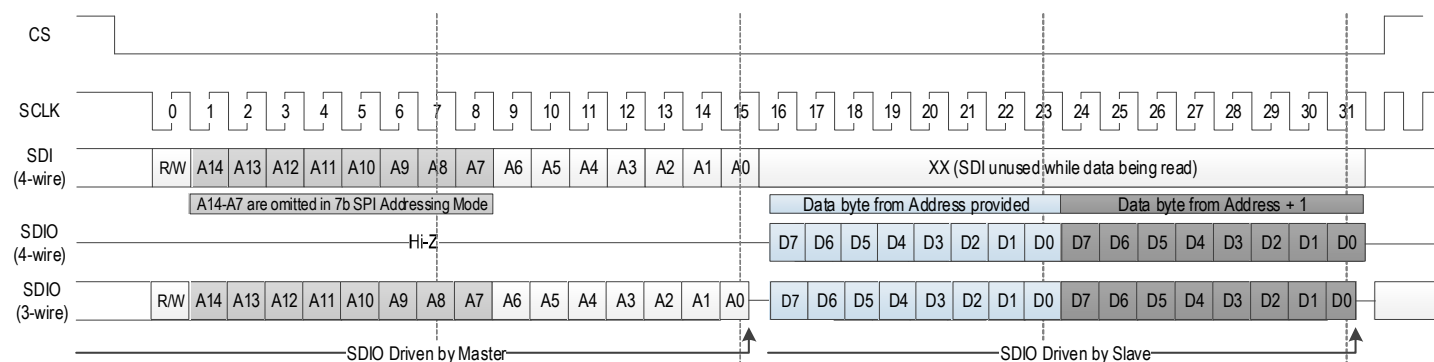 CS
SCLK 0 1 2 3 4 5 6 7 8 9 10 11 12 13 14 15 16 17 18 19 20 21 22 23 24 25 26 27 28 29 30 31
SDI
(4-wire)
R/W A14 A13 A12 A11 A10 A9 A8 A7 A6 A5 A4 A3 A2 A1 A0 XX (SDI unused while data being read)
A14-A7 are omitted in 7b SPI Addressing Mode Data byte from Address provided Data byte from Address + 1
SDIO
(4-wire)
Hi-Z D7 D6 D5 D4 D3 D2 D1 D0 D7 D6 D5 D4 D3 D2 D1 D0
SDIO
(3-wire)
R/W A14 A13 A12 A11 A10 A9 A8 A7 A6 A5 A4 A3 A2 A1 A0 D7 D6 D5 D4 D3 D2 D1 D0 D7 D6 D5 D4 D3 D2 D1 D0
SDIO Driven by Master SDIO Driven by Slave